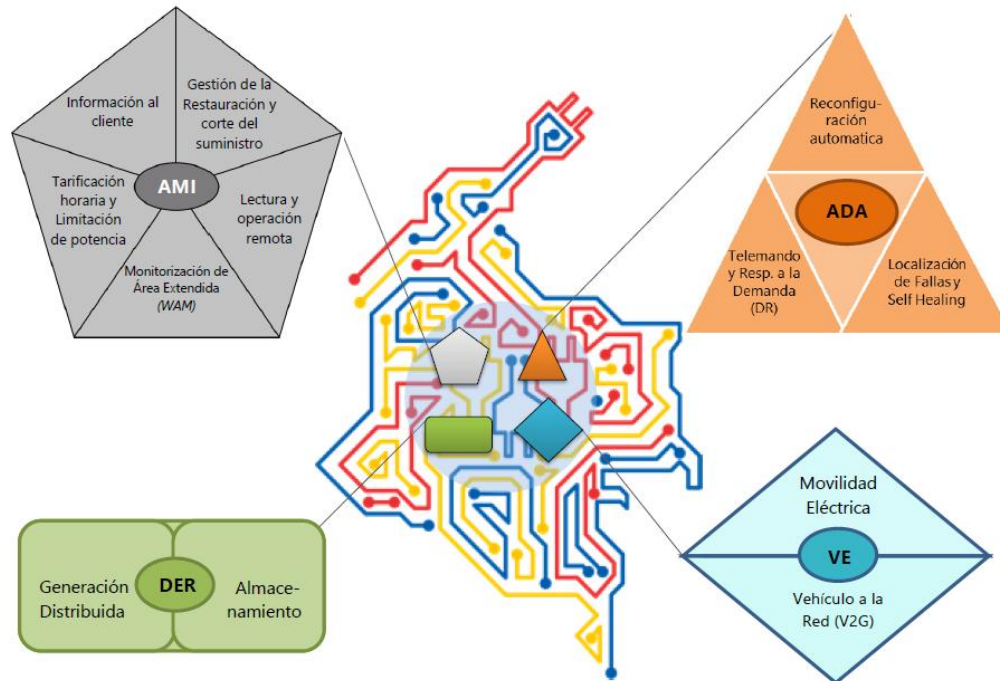 Información al
cliente
Gestión de la
Restauración y
corte del
suministro
AMI
Tarificación
horaria y
Limitación
de potencia
Lectura y
operación
remota
Monitorización de
Área Extendida
(WAM)
Reconfigu-
ración
automatica
ADA
Telemando
y Resp. a la
Demanda
(DR)
Localización
de Fallas y
Self Healing
Generación
Distribuida
DER
Almace-
namiento
Movilidad
Eléctrica
VE
Vehículo a la
Red (V2G)